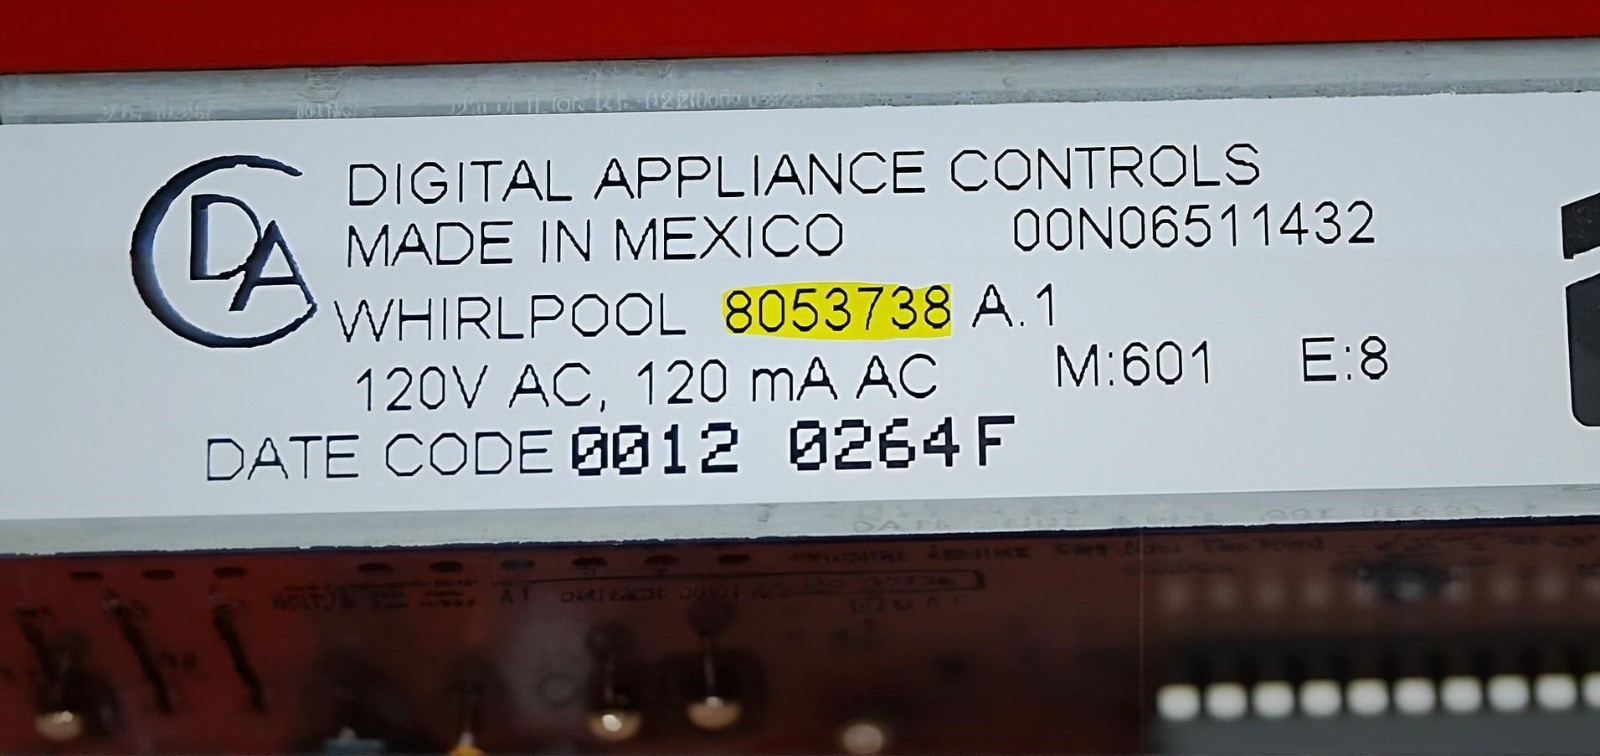 CDA
DIGITAL APPLIANCE CONTROLS
MADE IN MEXICO 00N06511432
WHIRLPOOL 8053738 A.1
120V AC, 120 mA AC M:601 E:8
DATE CODE 0012 0264F